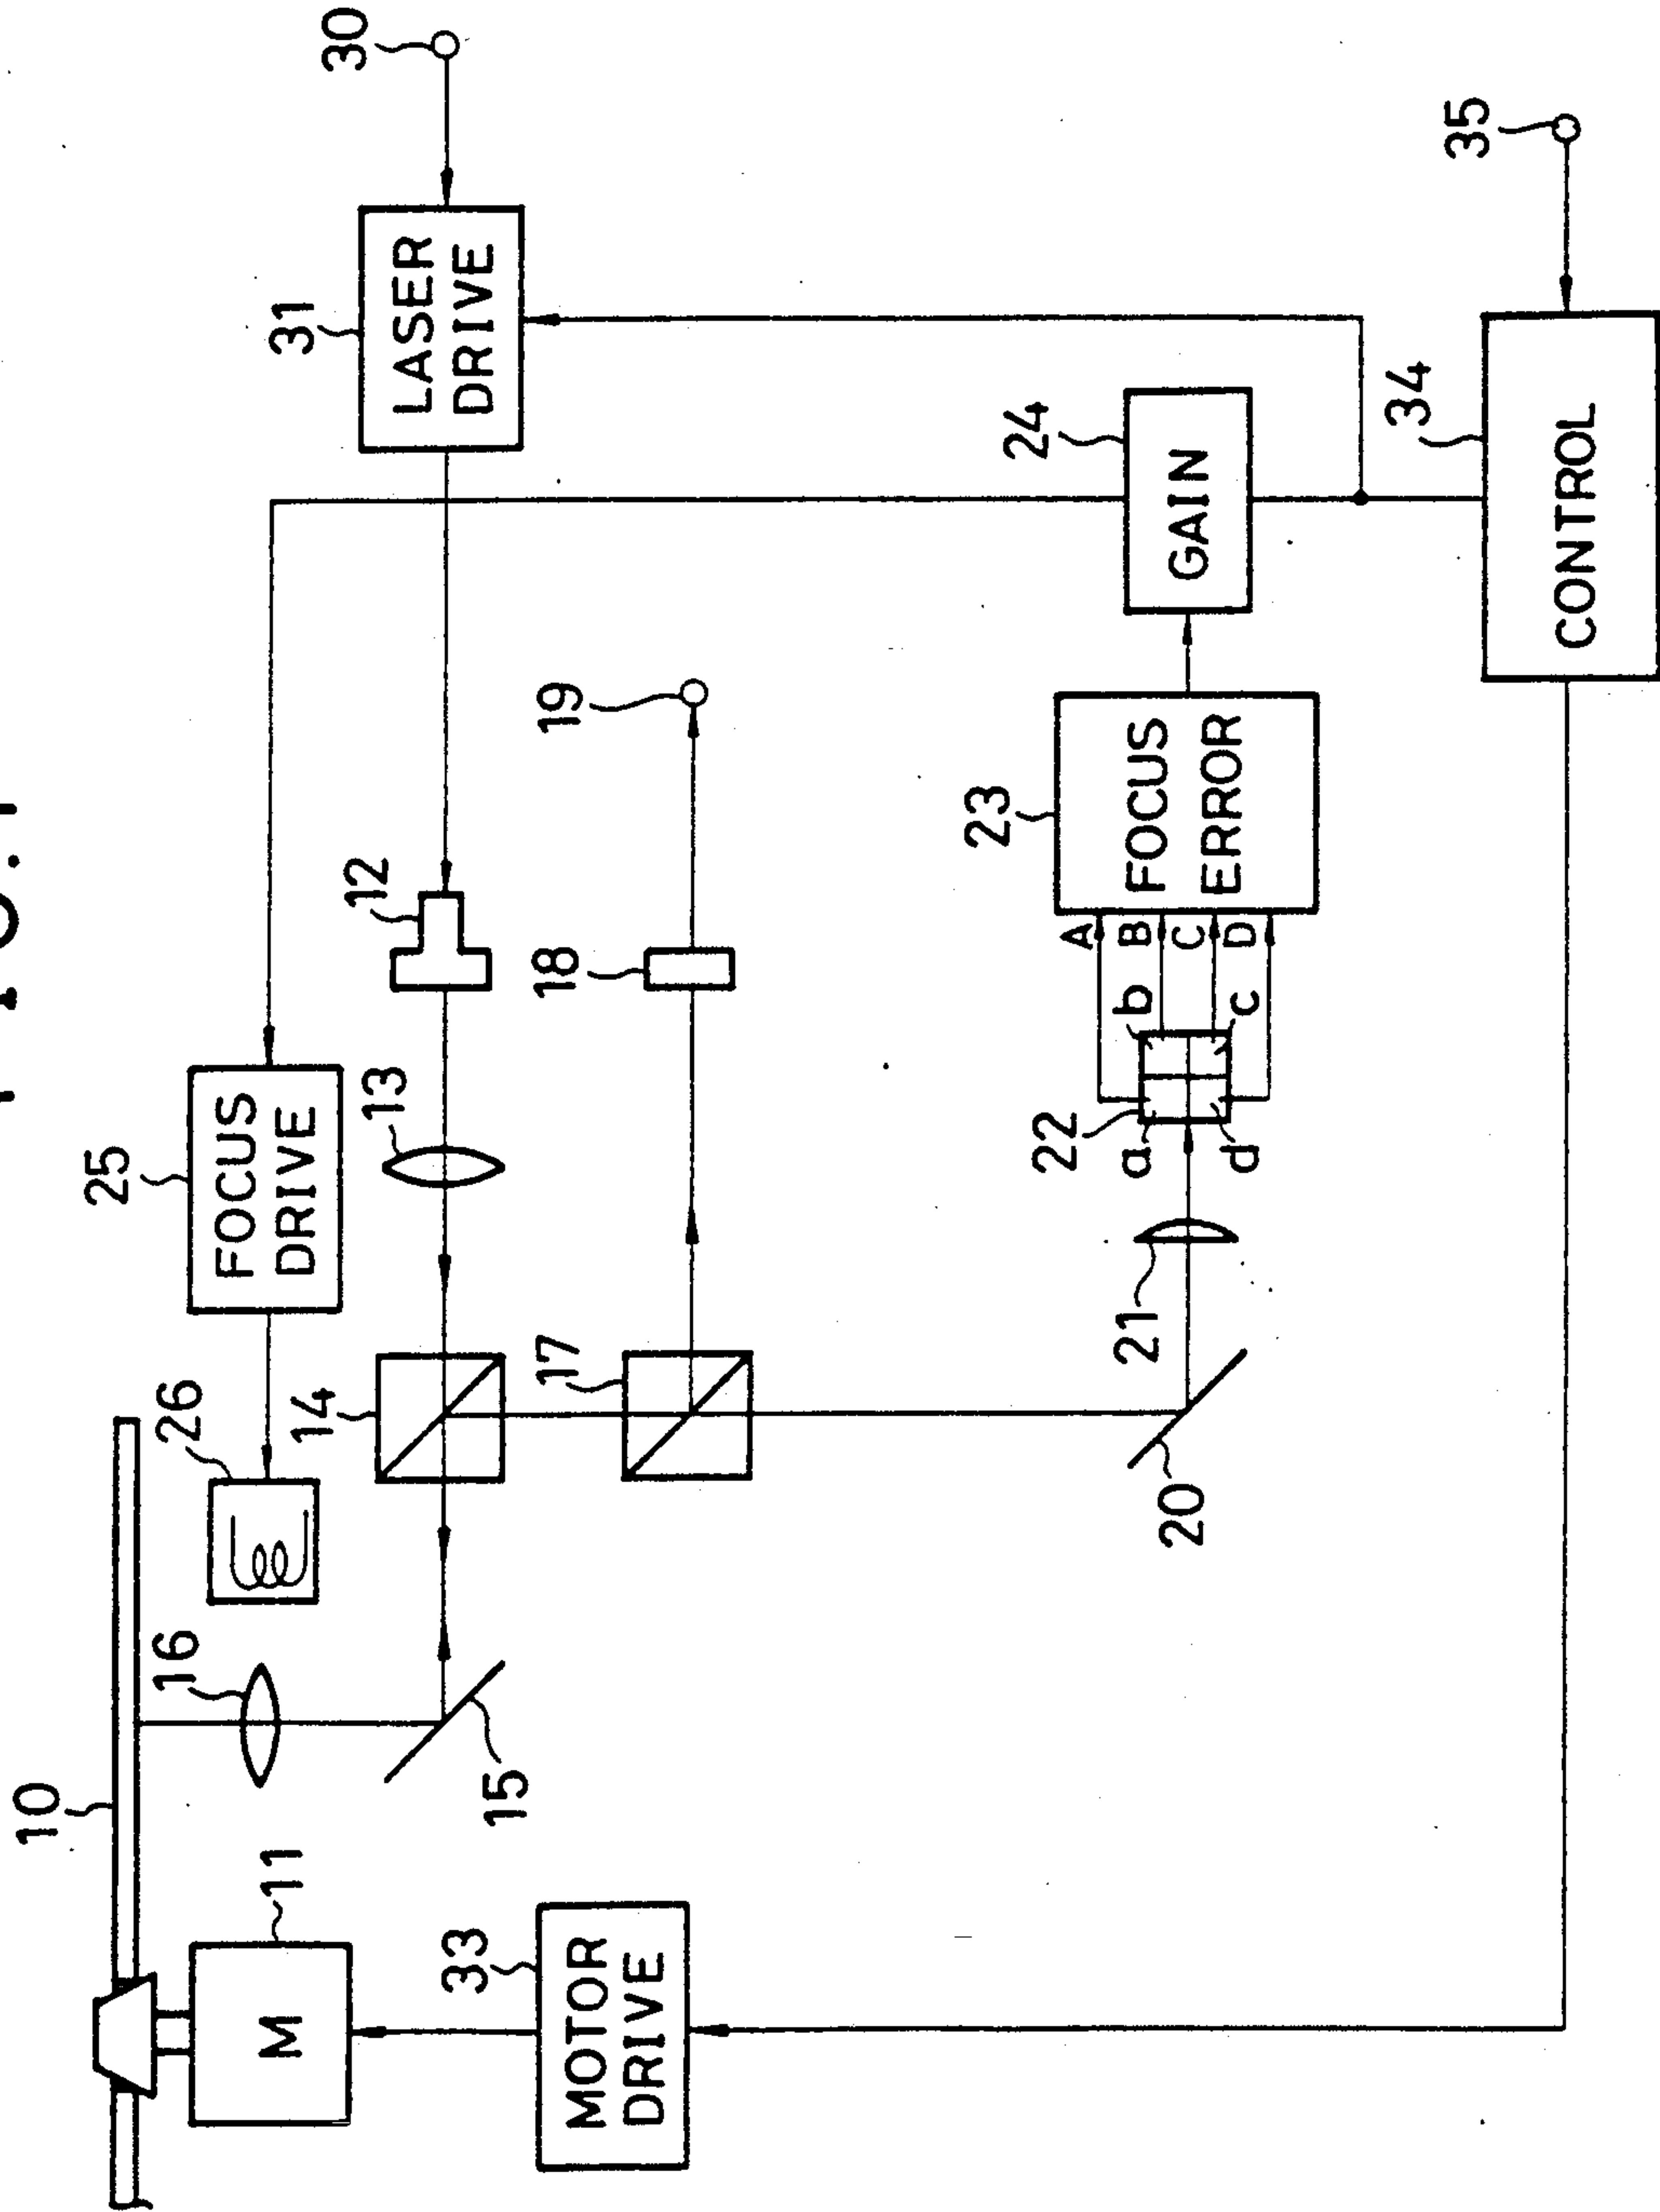 10
11
M
33
MOTOR
DRIVE
16
15
26
25
FOCUS
DRIVE
14
13
12
17
18
19
30
31
LASER
DRIVE
20
21
22
a
b
c
d
A
B
C
D
23
FOCUS
ERROR
24
GAIN
34
CONTROL
35